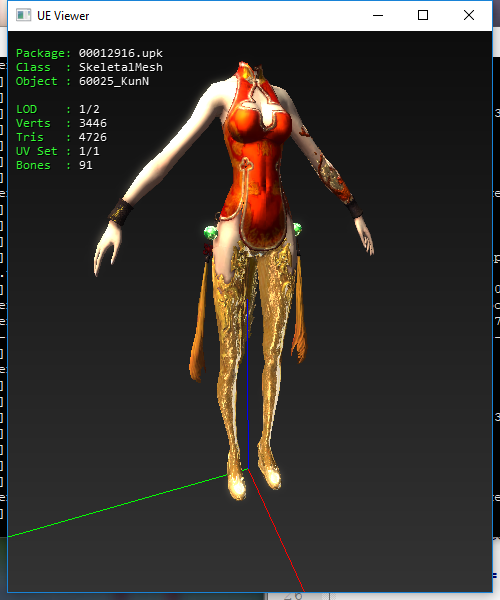 UE Viewer
Package: 00012916.upk
Class : SkeletalMesh
Object : 60025_KunN
LOD : 1/2
Verts : 3446
Tris : 4726
UV Set : 1/1
Bones : 91